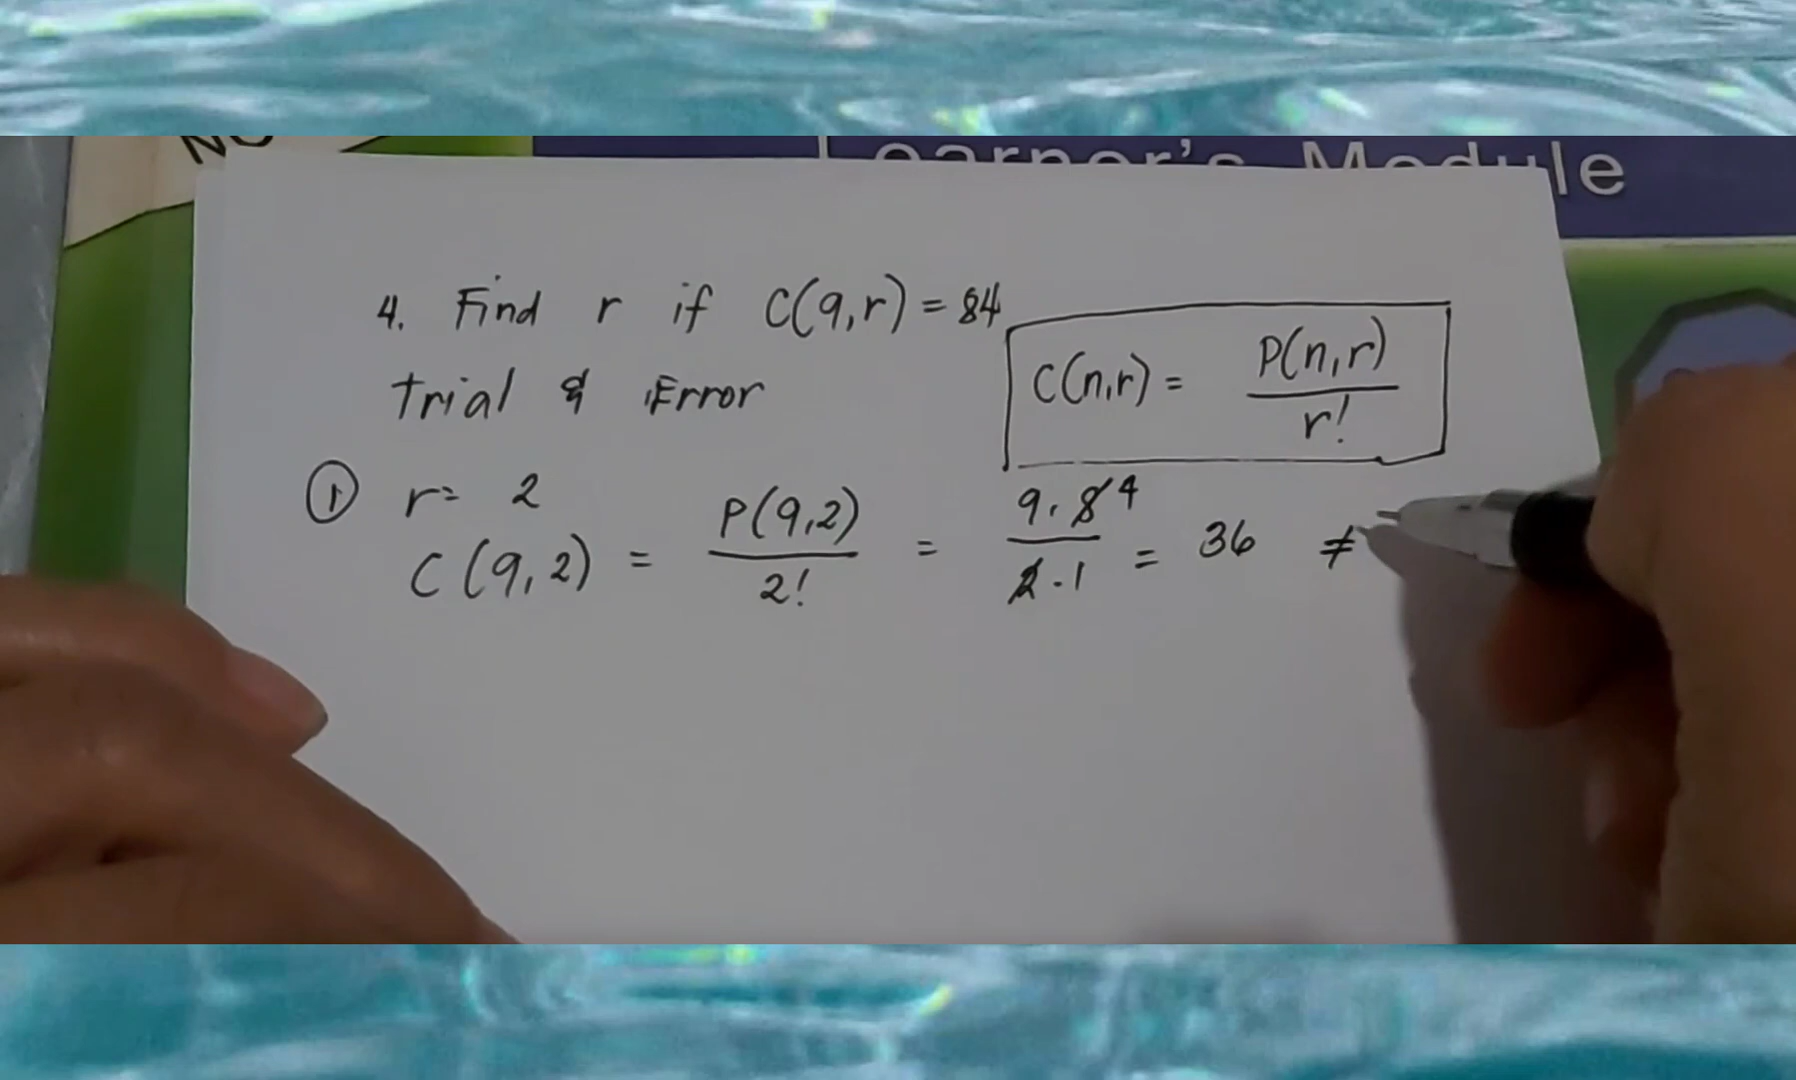 Learner's Module
4. Find r if C(9,r) = 84
Trial & Error
C(n,r) = P(n,r) / r!
① r = 2
C(9,2) = P(9,2) / 2! = 9·8 4 / 2·1 = 36 ≠